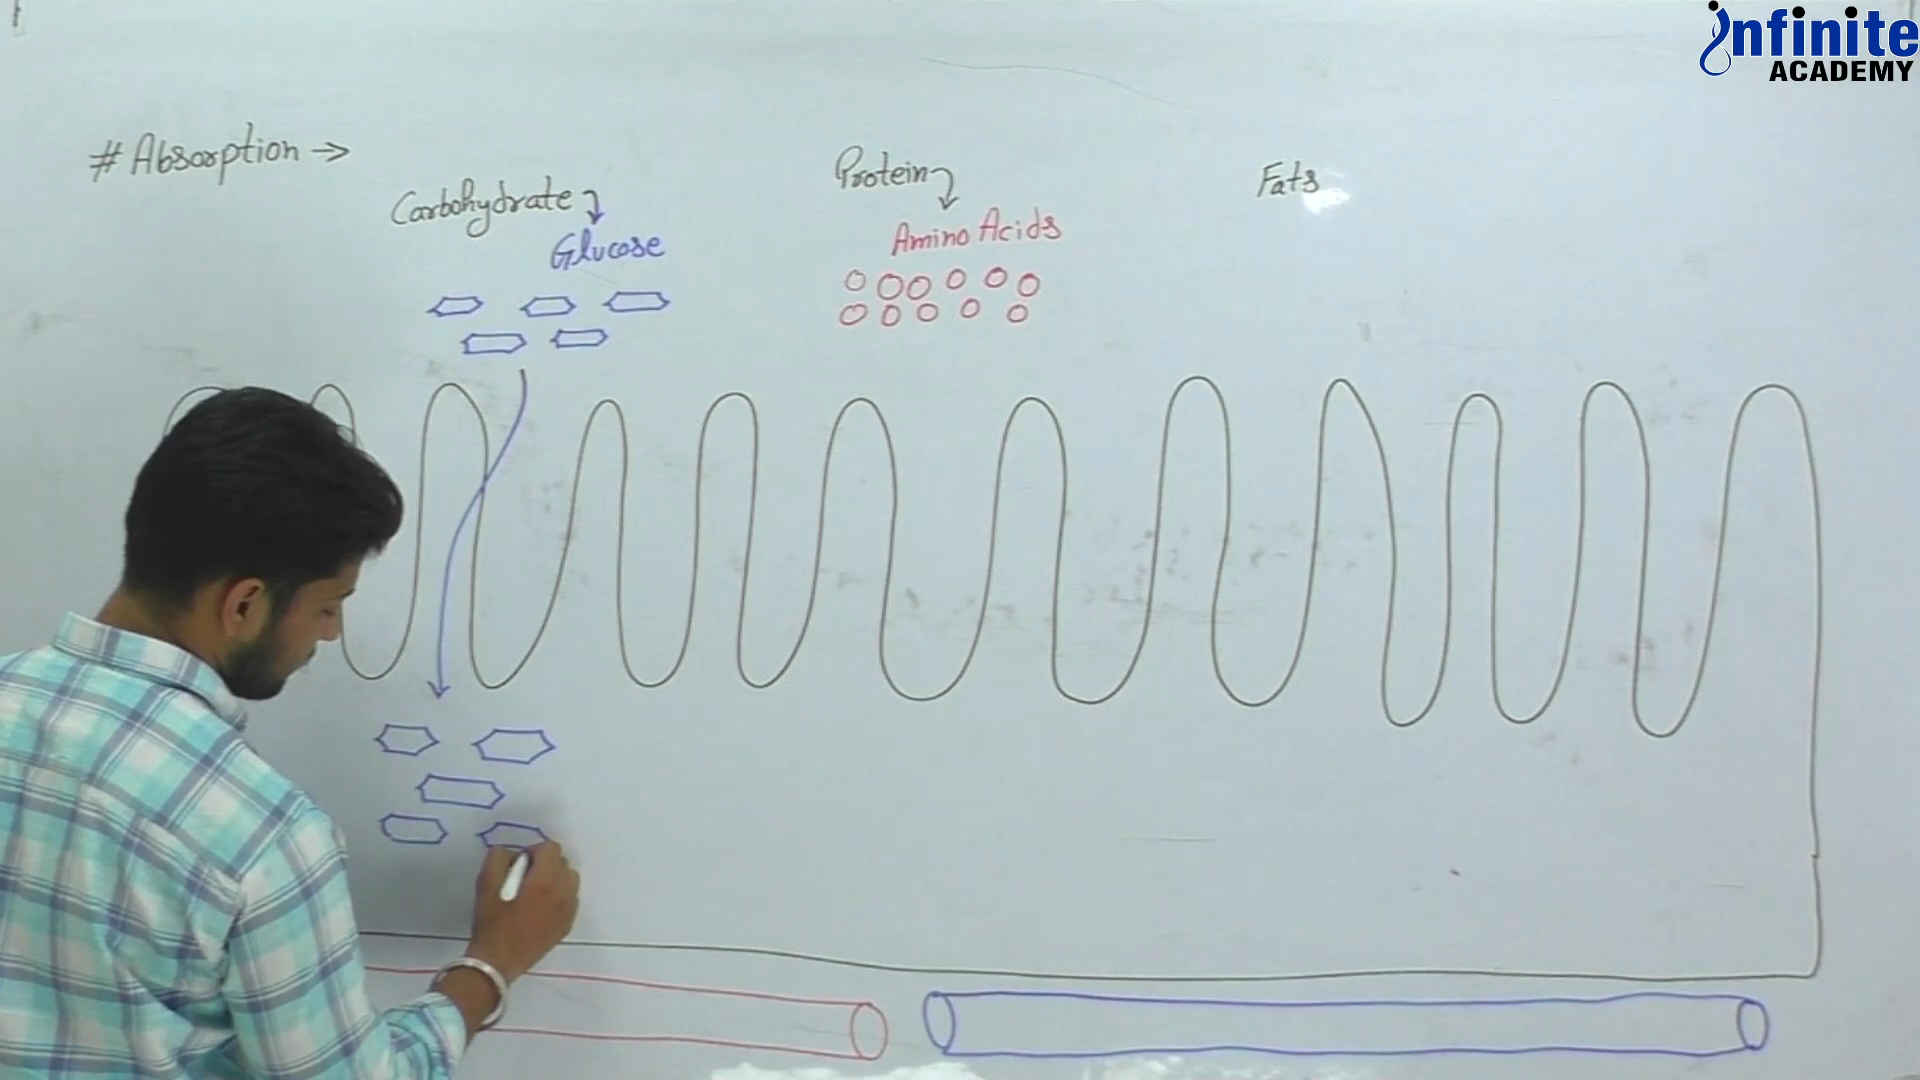 infinite
ACADEMY
# Absorption →
Carbohydrate
Glucose
Protein
Amino Acids
Fats